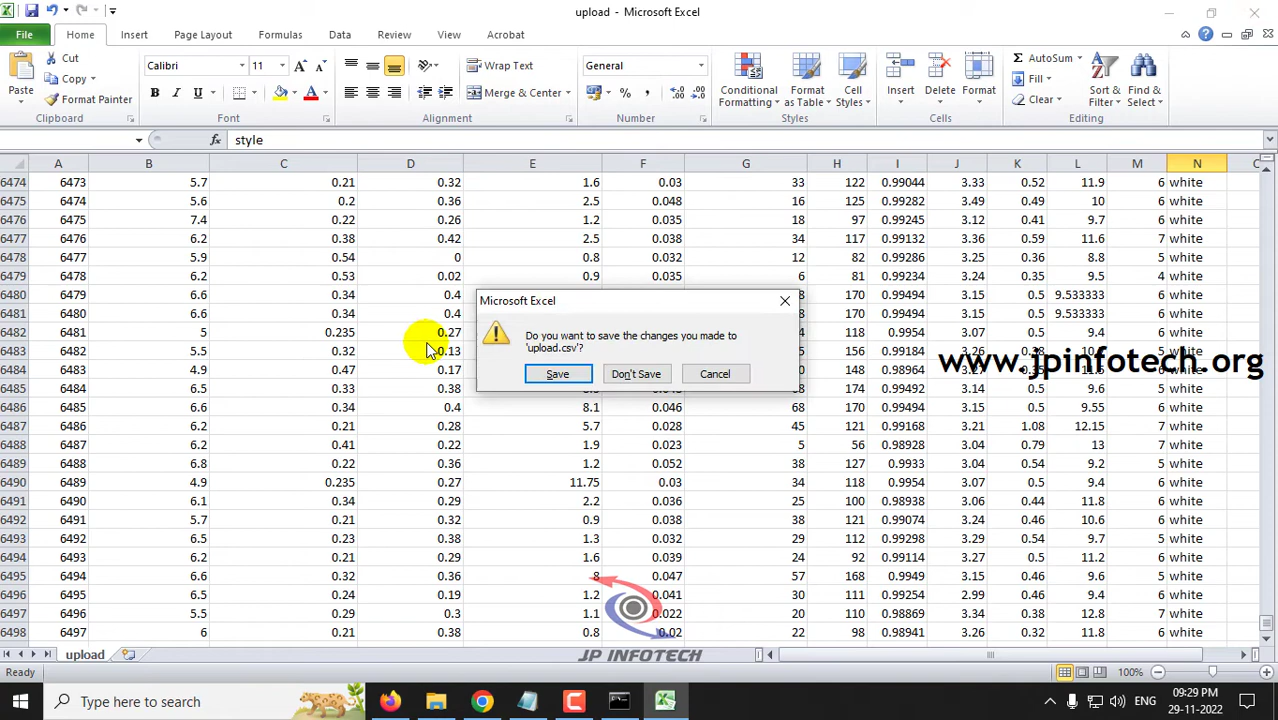 upload - Microsoft Excel
File Home Insert Page Layout Formulas Data Review View Acrobat
Paste Cut Copy Format Painter Clipboard
Calibri 11 B I U A Font
Wrap Text Merge & Center Alignment
General % , Number
Conditional Formatting Format as Table Cell Styles Styles
Insert Delete Format Cells
Σ AutoSum Fill Clear Sort & Filter Find & Select Editing
fx style
A B C D E F G H I J K L M N
6474 6473 5.7 0.21 0.32 1.6 0.03 33 122 0.99044 3.33 0.52 11.9 6 white
6475 6474 5.6 0.2 0.36 2.5 0.048 16 125 0.99282 3.49 0.49 10 6 white
6476 6475 7.4 0.22 0.26 1.2 0.035 18 97 0.99245 3.12 0.41 9.7 6 white
6477 6476 6.2 0.38 0.42 2.5 0.038 34 117 0.99132 3.36 0.59 11.6 7 white
6478 6477 5.9 0.54 0 0.8 0.032 12 82 0.99286 3.25 0.36 8.8 5 white
6479 6478 6.2 0.53 0.02 0.9 0.035 6 81 0.99234 3.24 0.35 9.5 4 white
6480 6479 6.6 0.34 0.4 170 0.99494 3.15 0.5 9.533333 6 white
6481 6480 6.6 0.34 0.4 170 0.99494 3.15 0.5 9.533333 6 white
6482 6481 5 0.235 0.27 118 0.9954 3.07 0.5 9.4 6 white
6483 6482 5.5 0.32 0.13 156 0.99184 5 white
6484 6483 4.9 0.47 0.17 148 0.98964 6 white
6485 6484 6.5 0.33 0.38 5 white
6486 6485 6.6 0.34 0.4 8.1 0.046 68 170 0.99494 3.15 0.5 9.55 6 white
6487 6486 6.2 0.21 0.28 5.7 0.028 45 121 0.99168 3.21 1.08 12.15 7 white
6488 6487 6.2 0.41 0.22 1.9 0.023 5 56 0.98928 3.04 0.79 13 7 white
6489 6488 6.8 0.22 0.36 1.2 0.052 38 127 0.9933 3.04 0.54 9.2 5 white
6490 6489 4.9 0.235 0.27 11.75 0.03 34 118 0.9954 3.07 0.5 9.4 6 white
6491 6490 6.1 0.34 0.29 2.2 0.036 25 100 0.98938 3.06 0.44 11.8 6 white
6492 6491 5.7 0.21 0.32 0.9 0.038 38 121 0.99074 3.24 0.46 10.6 6 white
6493 6492 6.5 0.23 0.38 1.3 0.032 29 112 0.99298 3.29 0.54 9.7 5 white
6494 6493 6.2 0.21 0.29 1.6 0.039 24 92 0.99114 3.27 0.5 11.2 6 white
6495 6494 6.6 0.32 0.36 8 0.047 57 168 0.9949 3.15 0.46 9.6 5 white
6496 6495 6.5 0.24 0.19 1.2 0.041 30 111 0.99254 2.99 0.46 9.4 6 white
6497 6496 5.5 0.29 0.3 1.1 0.022 20 110 0.98869 3.34 0.38 12.8 7 white
6498 6497 6 0.21 0.38 0.8 0.02 22 98 0.98941 3.26 0.32 11.8 6 white
Microsoft Excel
Do you want to save the changes you made to
'upload.csv'?
Save Don't Save Cancel
www.jpinfotech.org
JP INFOTECH
upload
Ready 100%
Type here to search
ENG 09:29 PM
29-11-2022